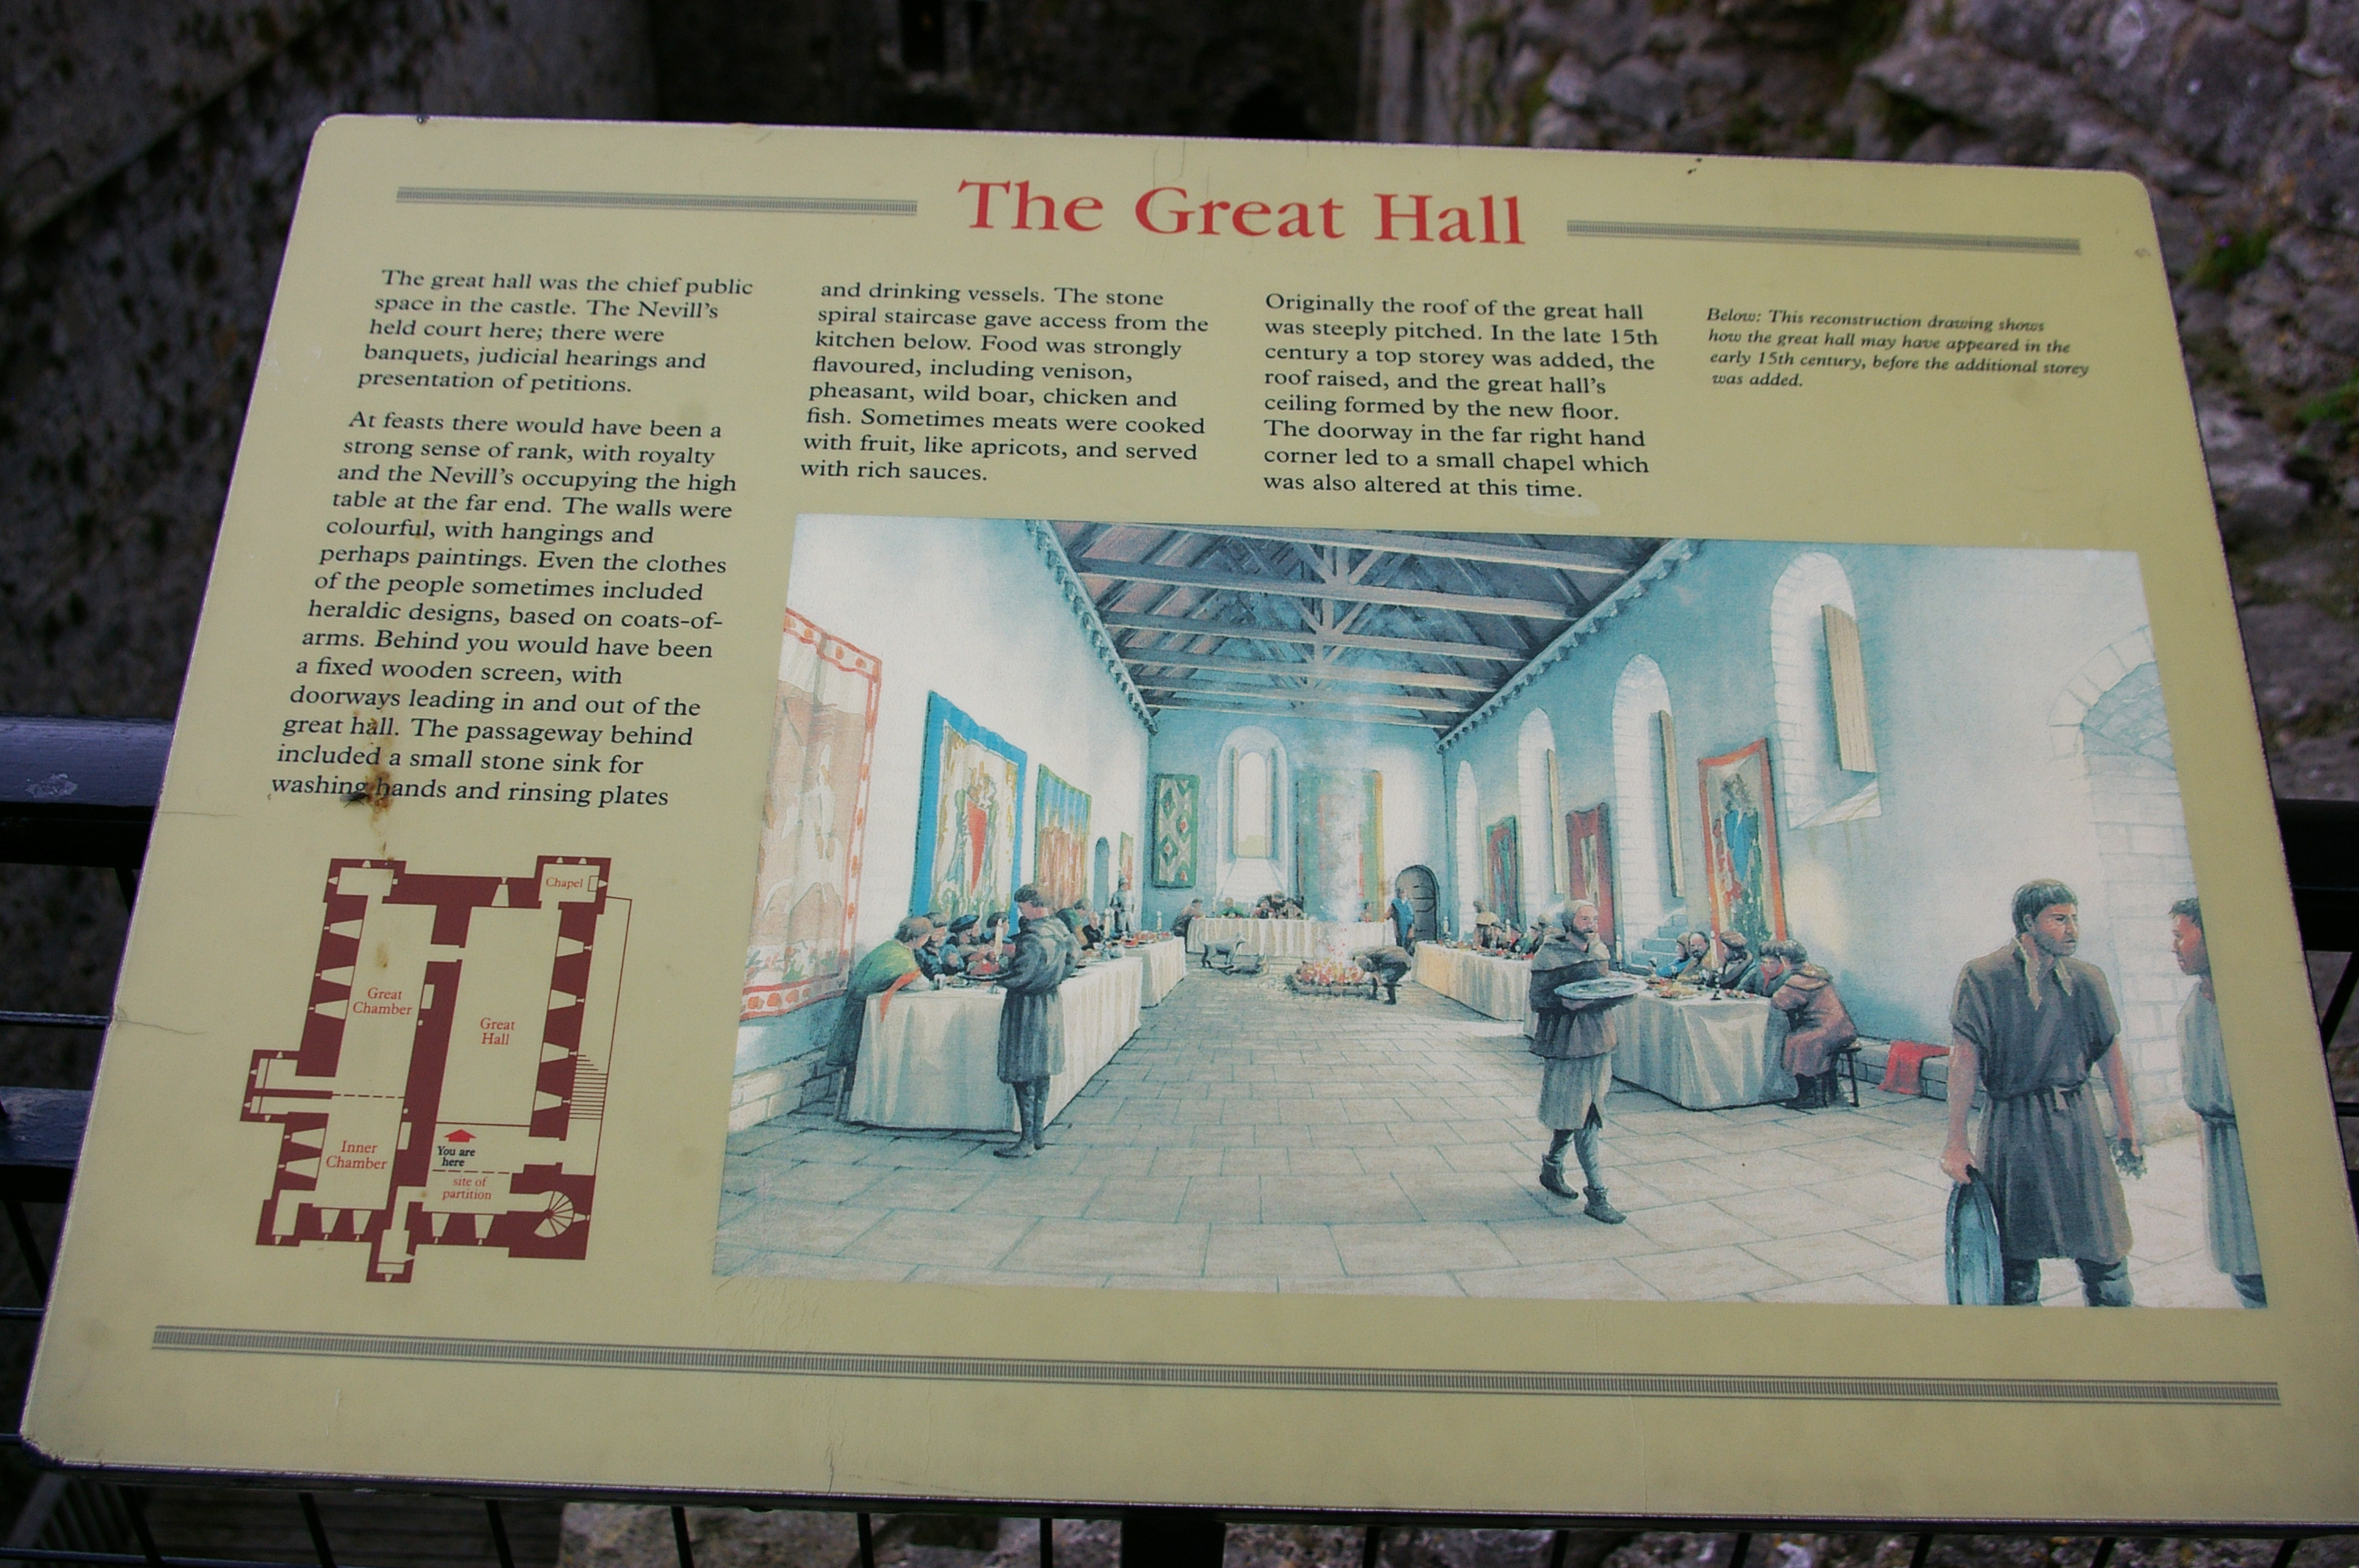 The Great Hall
The great hall was the chief public
space in the castle. The Nevill's
held court here; there were
banquets, judicial hearings and
presentation of petitions.
At feasts there would have been a
strong sense of rank, with royalty
and the Nevill's occupying the high
table at the far end. The walls were
colourful, with hangings and
perhaps paintings. Even the clothes
of the people sometimes included
heraldic designs, based on coats-of-
arms. Behind you would have been
a fixed wooden screen, with
doorways leading in and out of the
great hall. The passageway behind
included a small stone sink for
washing hands and rinsing plates
and drinking vessels. The stone
spiral staircase gave access from the
kitchen below. Food was strongly
flavoured, including venison,
pheasant, wild boar, chicken and
fish. Sometimes meats were cooked
with fruit, like apricots, and served
with rich sauces.
Originally the roof of the great hall
was steeply pitched. In the late 15th
century a top storey was added, the
roof raised, and the great hall's
ceiling formed by the new floor.
The doorway in the far right hand
corner led to a small chapel which
was also altered at this time.
Below: This reconstruction drawing shows
how the great hall may have appeared in the
early 15th century, before the additional storey
was added.
Chapel
Great
Chamber
Great
Hall
Inner
Chamber
You are
here
site of
partition